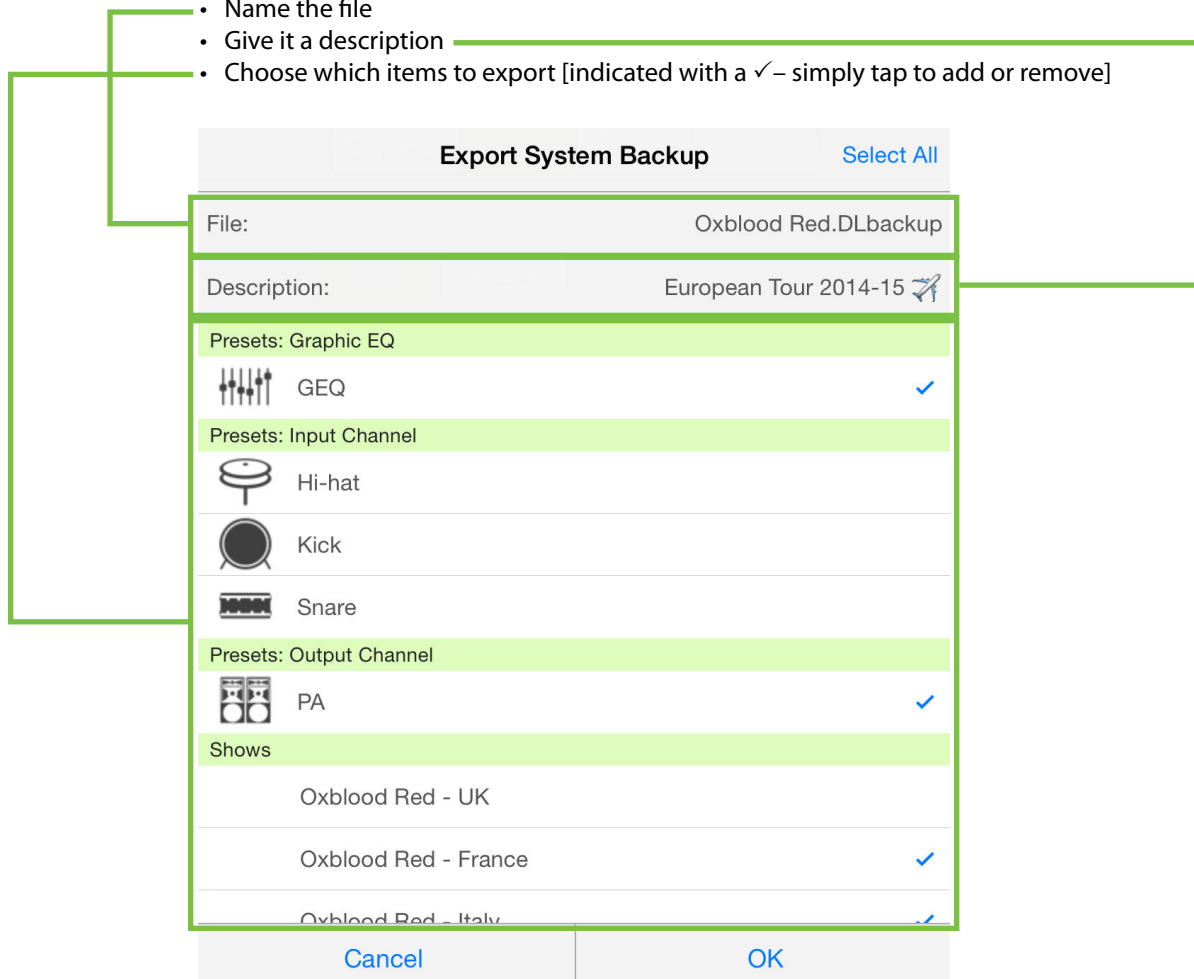 • Name the file
• Give it a description
• Choose which items to export [indicated with a ✓– simply tap to add or remove]
Export System Backup Select All
File: Oxblood Red.DLbackup
Description: European Tour 2014-15 ✈
Presets: Graphic EQ
GEQ ✓
Presets: Input Channel
Hi-hat
Kick
Snare
Presets: Output Channel
PA ✓
Shows
Oxblood Red - UK
Oxblood Red - France ✓
Oxblood Red - Italy ✓
Cancel OK